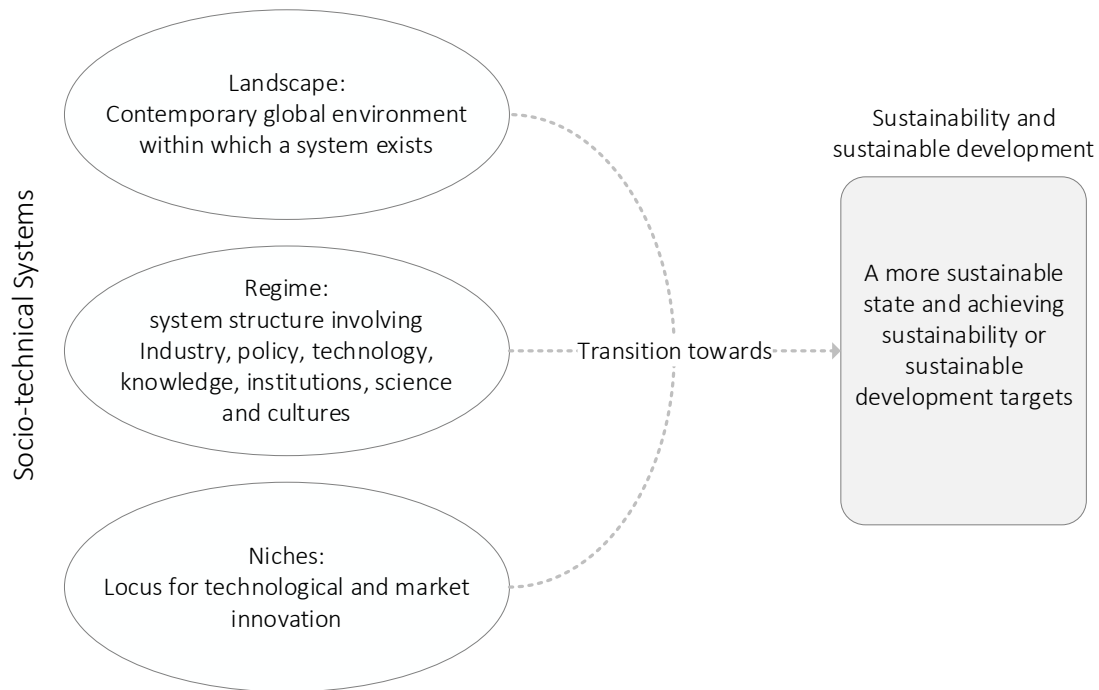 Socio-technical Systems
Landscape:
Contemporary global environment
within which a system exists
Regime:
system structure involving
Industry, policy, technology,
knowledge, institutions, science
and cultures
Niches:
Locus for technological and market
innovation
Transition towards
Sustainability and
sustainable development
A more sustainable
state and achieving
sustainability or
sustainable
development targets